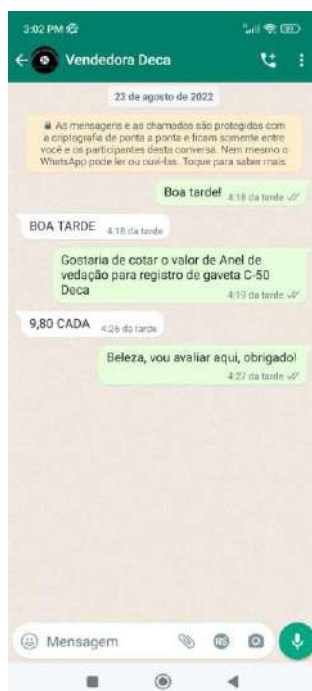 3:02 PM
Vendedora Deca
23 de agosto de 2022
As mensagens e as chamadas são protegidas com
a criptografia de ponta a ponta e ficam somente entre
você e os participantes desta conversa. Nem mesmo o
WhatsApp pode ler ou ouvi-las. Toque para saber mais.
Boa tarde! 4:18 da tarde
BOA TARDE 4:18 da tarde
Gostaria de cotar o valor de Anel de
vedação para registro de gaveta C-50
Deca
4:19 da tarde
9,80 CADA 4:26 da tarde
Beleza, vou avaliar aqui, obrigado!
4:27 da tarde
Mensagem
R$